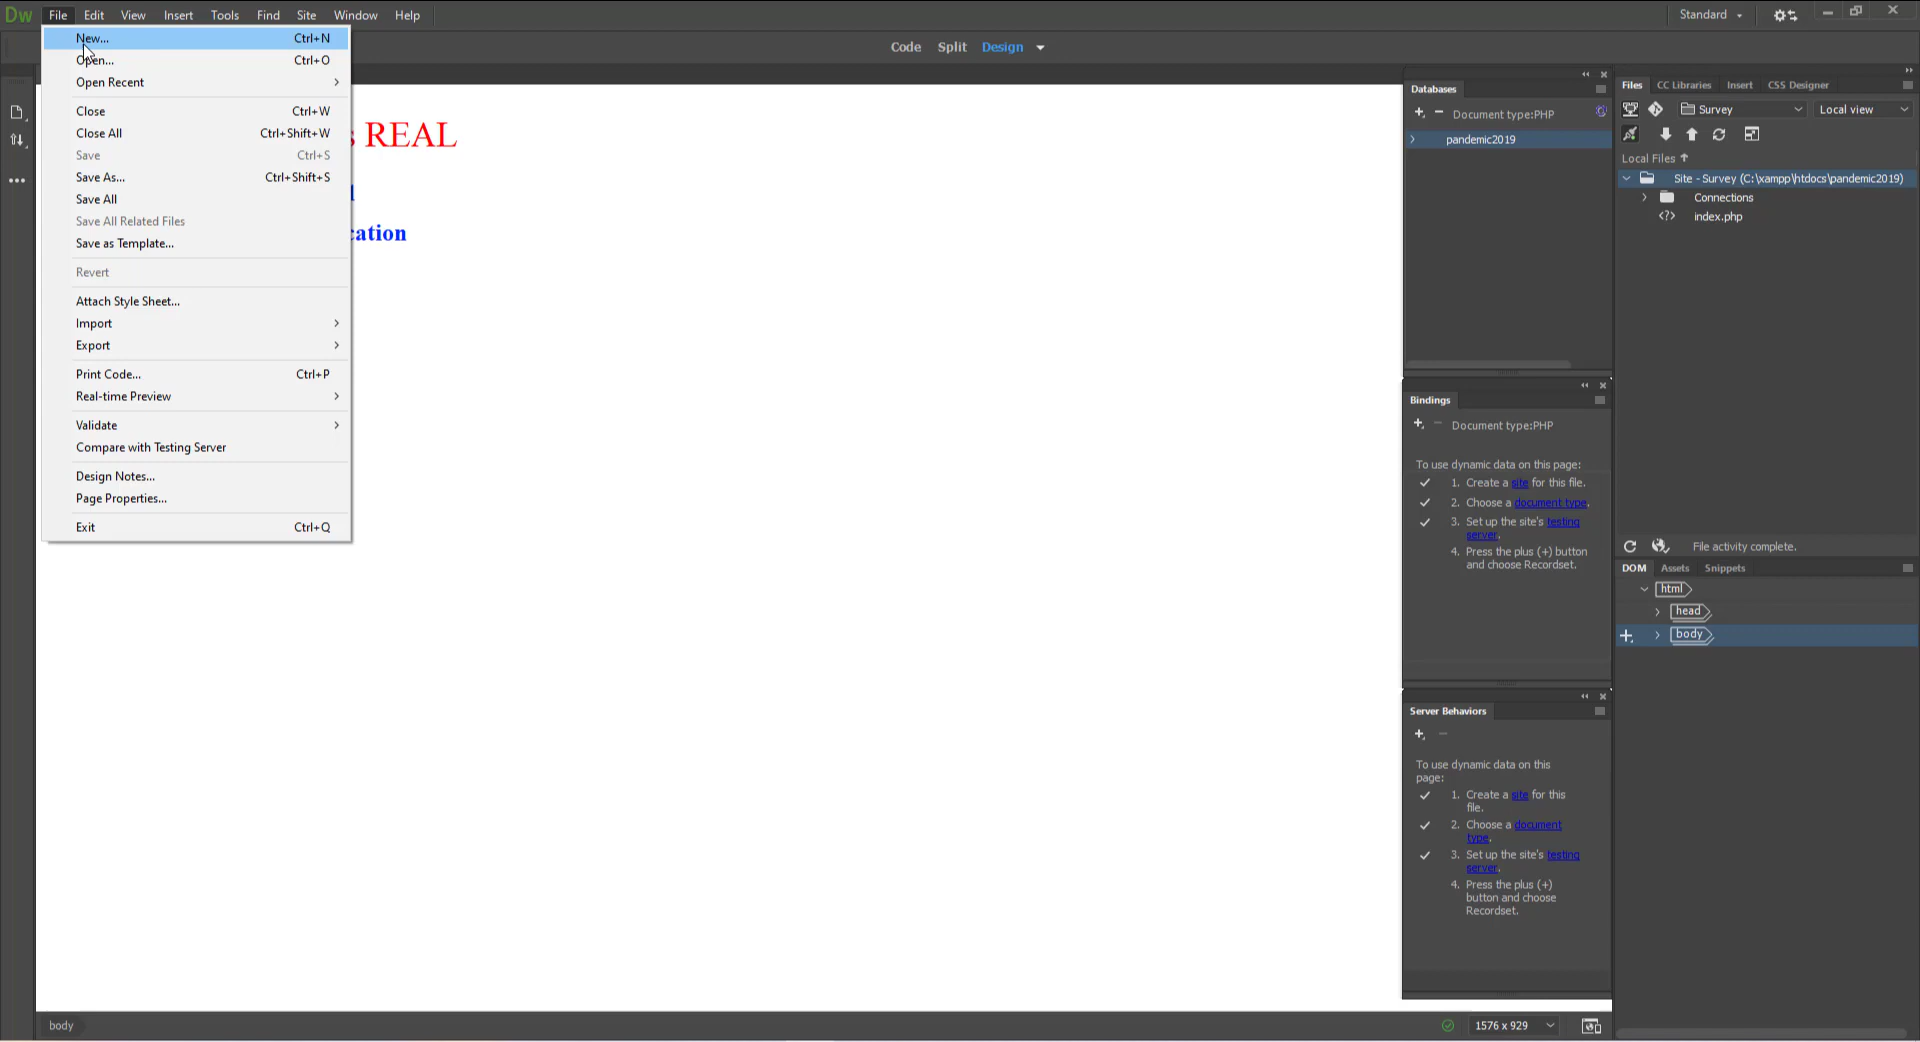 Dw File Edit View Insert Tools Find Site Window Help Standard
New... Ctrl+N
Open... Ctrl+O
Open Recent
Close Ctrl+W
Close All Ctrl+Shift+W
Save Ctrl+S
Save As... Ctrl+Shift+S
Save All
Save All Related Files
Save as Template...
Revert
Attach Style Sheet...
Import
Export
Print Code... Ctrl+P
Real-time Preview
Validate
Compare with Testing Server
Design Notes...
Page Properties...
Exit Ctrl+Q
Code Split Design
s REAL
cation
body
1576 x 929
Databases
Document type:PHP
pandemic2019
Bindings
Document type:PHP
To use dynamic data on this page:
1. Create a site for this file.
2. Choose a document type.
3. Set up the site's testing
server.
4. Press the plus (+) button
and choose Recordset.
Server Behaviors
To use dynamic data on this
page:
1. Create a site for this
file.
2. Choose a document
type.
3. Set up the site's testing
server.
4. Press the plus (+)
button and choose
Recordset.
Files CC Libraries Insert CSS Designer
Survey Local view
Local Files
Site - Survey (C:\xampp\htdocs\pandemic2019)
Connections
index.php
File activity complete.
DOM Assets Snippets
html
head
body